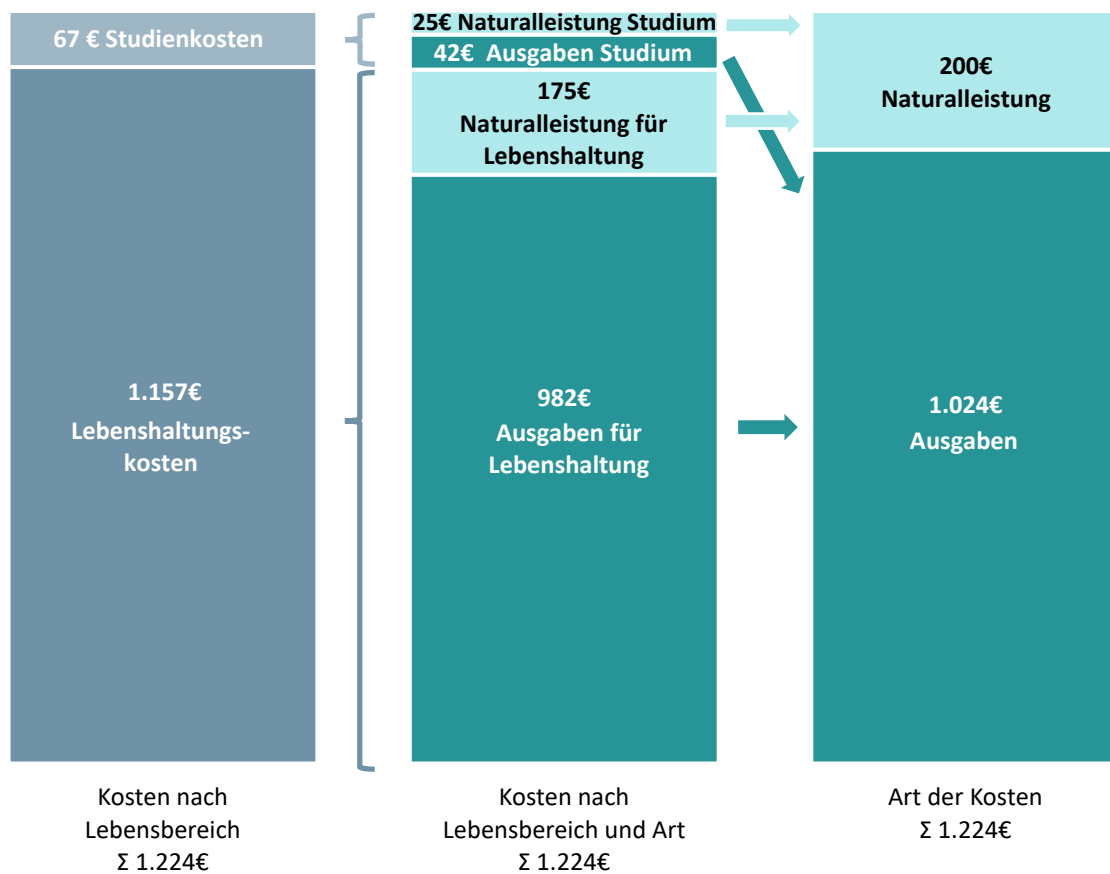 67 € Studienkosten
1.157€
Lebenshaltungs-
kosten
Kosten nach
Lebensbereich
Σ 1.224€
25€ Naturalleistung Studium
42€ Ausgaben Studium
175€
Naturalleistung für
Lebenshaltung
982€
Ausgaben für
Lebenshaltung
Kosten nach
Lebensbereich und Art
Σ 1.224€
200€
Naturalleistung
1.024€
Ausgaben
Art der Kosten
Σ 1.224€